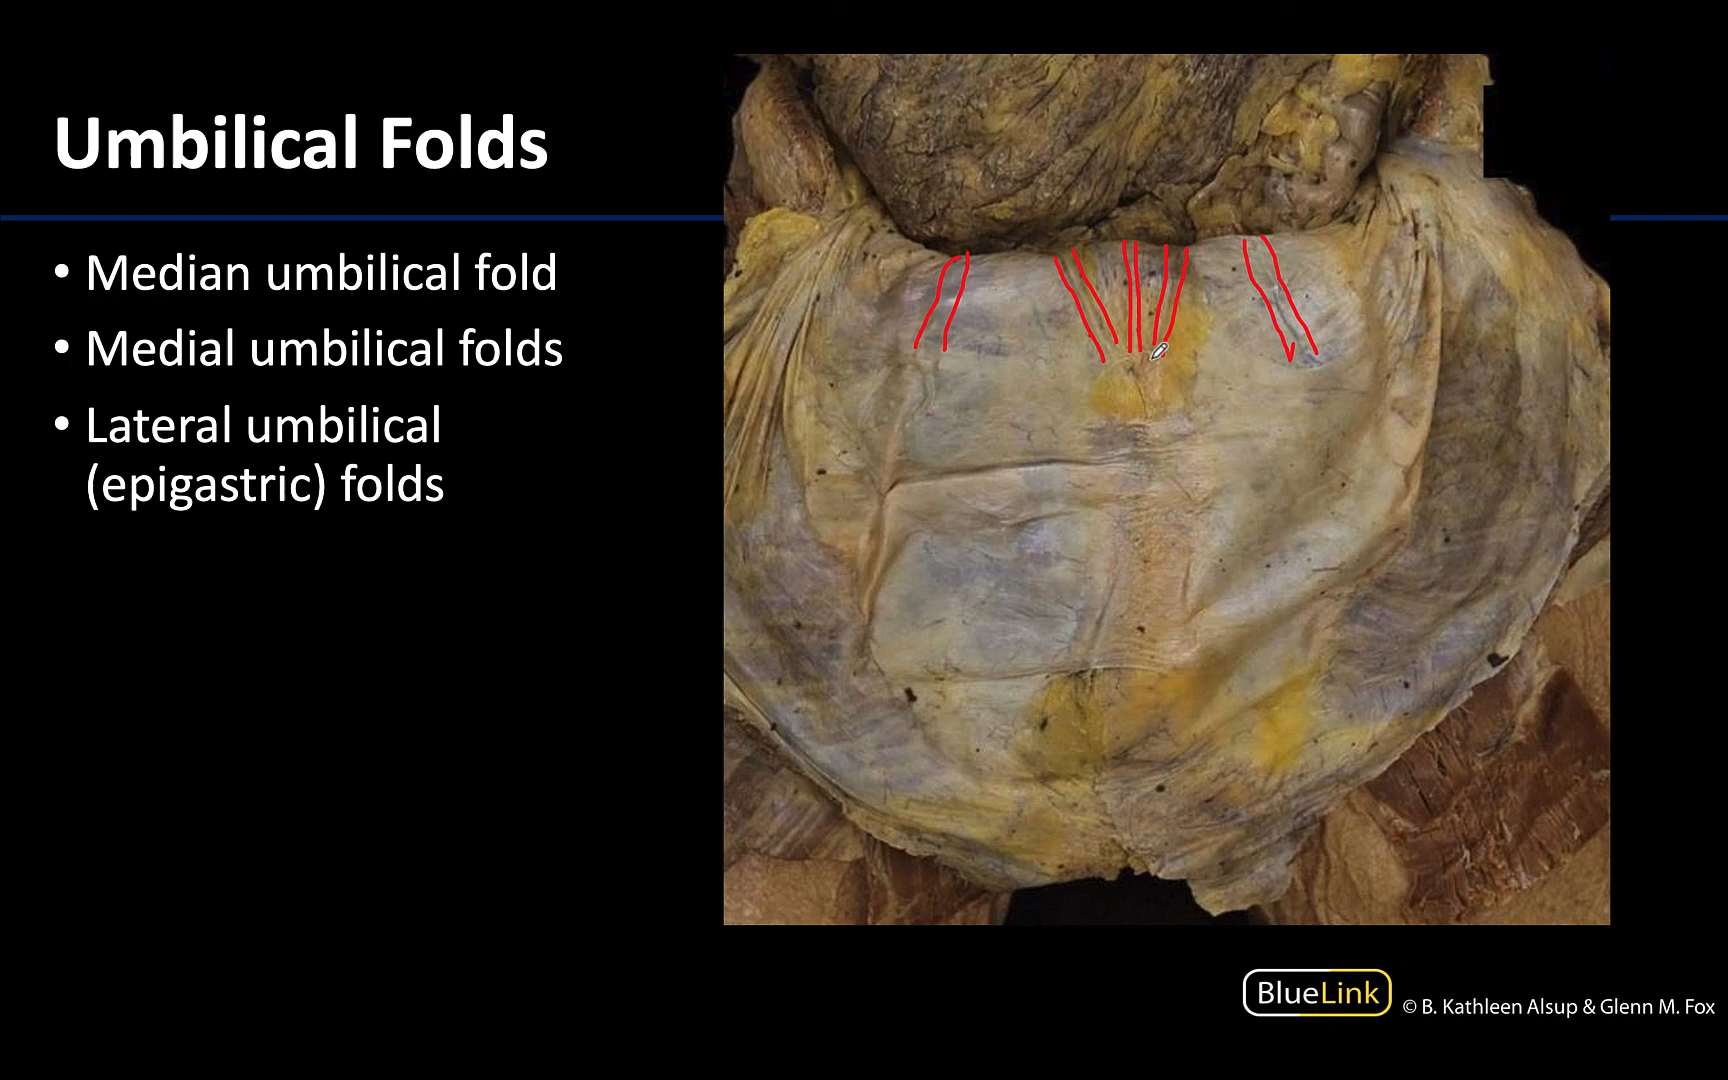 Umbilical Folds
• Median umbilical fold
• Medial umbilical folds
• Lateral umbilical
(epigastric) folds
BlueLink
© B. Kathleen Alsup & Glenn M. Fox